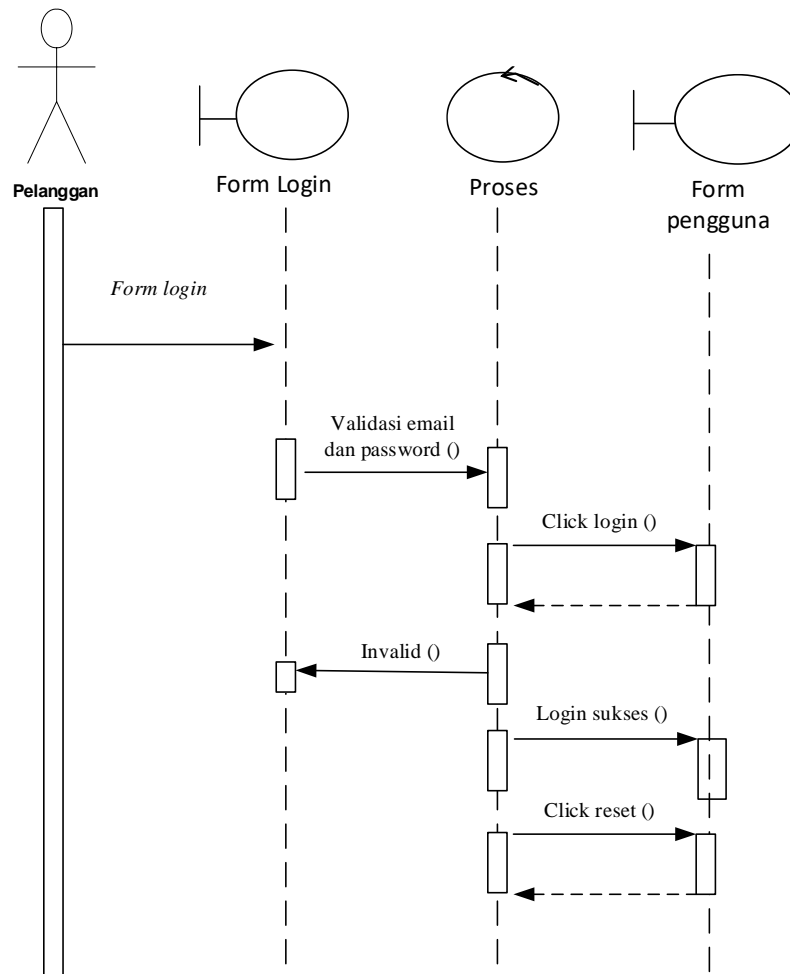 Pelanggan
Form Login
Proses
Form
pengguna
Form login
Validasi email
dan password ()
Click login ()
Invalid ()
Login sukses ()
Click reset ()